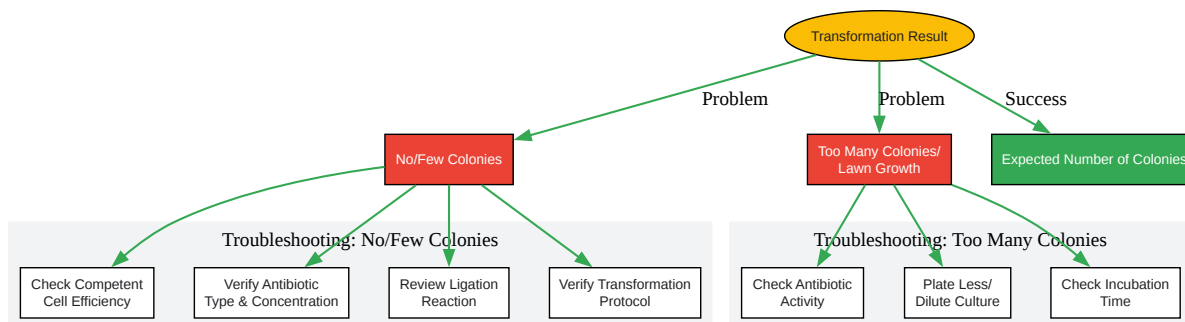 Transformation Result
Problem
Problem
Success
No/Few Colonies
Too Many Colonies/
Lawn Growth
Expected Number of Colonies
Troubleshooting: No/Few Colonies
Troubleshooting: Too Many Colonies
Check Competent
Cell Efficiency
Verify Antibiotic
Type & Concentration
Review Ligation
Reaction
Verify Transformation
Protocol
Check Antibiotic
Activity
Plate Less/
Dilute Culture
Check Incubation
Time